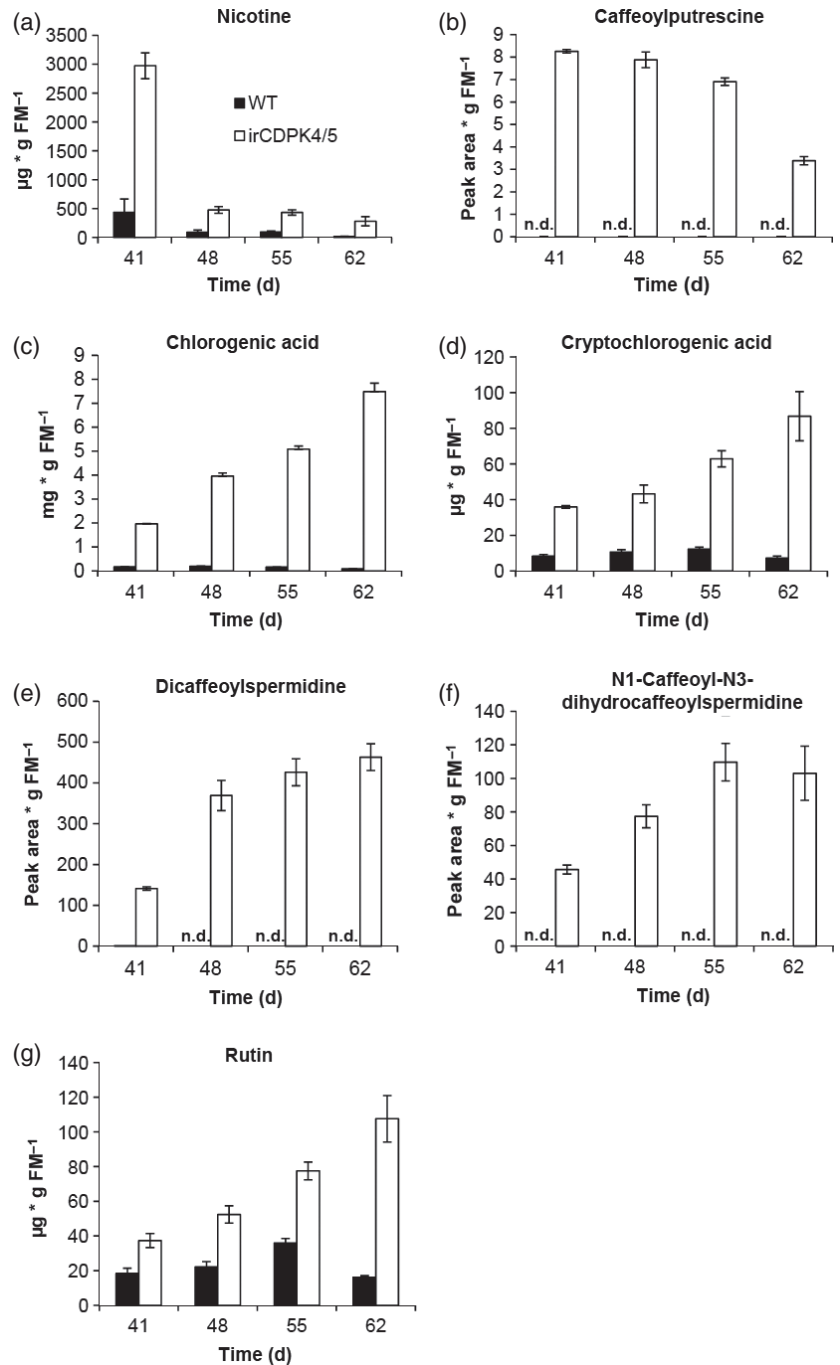 (a)
Nicotine
µg * g FM⁻¹
3500
3000
2500
2000
1500
1000
500
0
WT
irCDPK4/5
41 48 55 62
Time (d)
(b)
Caffeoylputrescine
Peak area * g FM⁻¹
9
8
7
6
5
4
3
2
1
0
n.d. n.d. n.d. n.d.
41 48 55 62
Time (d)
(c)
Chlorogenic acid
mg * g FM⁻¹
9
8
7
6
5
4
3
2
1
0
41 48 55 62
Time (d)
(d)
Cryptochlorogenic acid
µg * g FM⁻¹
120
100
80
60
40
20
0
41 48 55 62
Time (d)
(e)
Dicaffeoylspermidine
Peak area * g FM⁻¹
600
500
400
300
200
100
0
n.d. n.d. n.d.
41 48 55 62
Time (d)
(f)
N1-Caffeoyl-N3-
dihydrocaffeoylspermidine
Peak area * g FM⁻¹
140
120
100
80
60
40
20
0
n.d. n.d. n.d. n.d.
41 48 55 62
Time (d)
(g)
Rutin
µg * g FM⁻¹
140
120
100
80
60
40
20
0
41 48 55 62
Time (d)